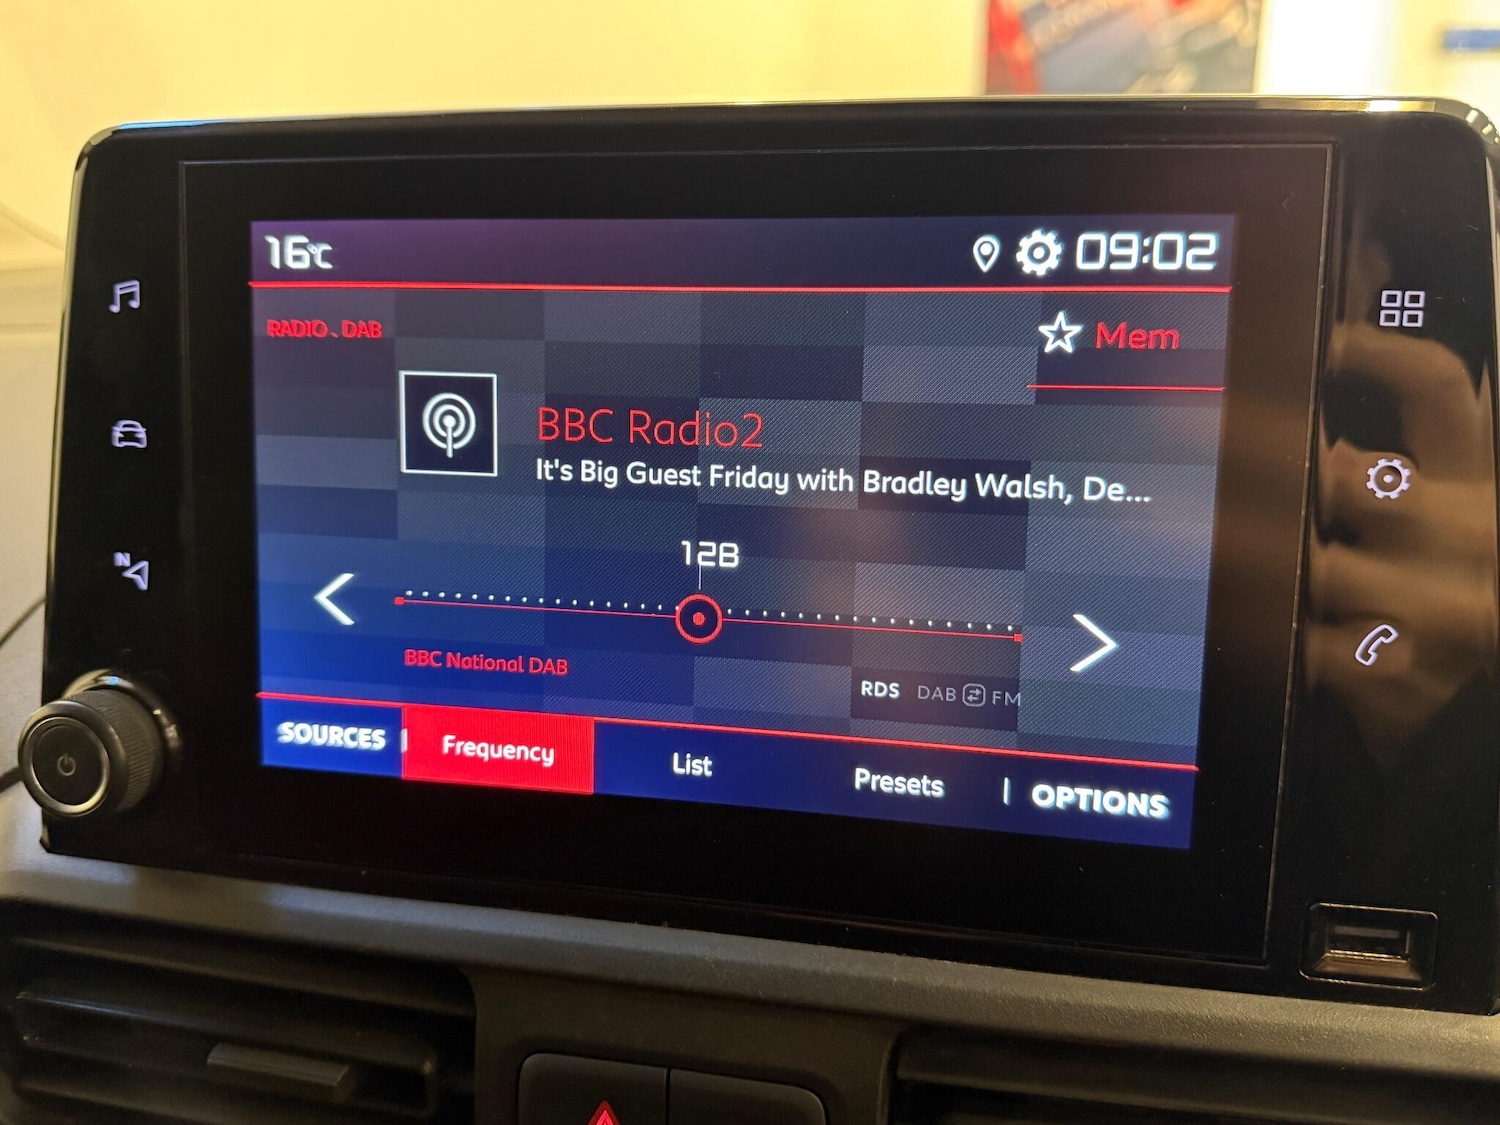 16°C
09:02
RADIO . DAB
Mem
BBC Radio2
It's Big Guest Friday with Bradley Walsh, De...
12B
BBC National DAB
RDS DAB FM
SOURCES | Frequency List Presets | OPTIONS
N